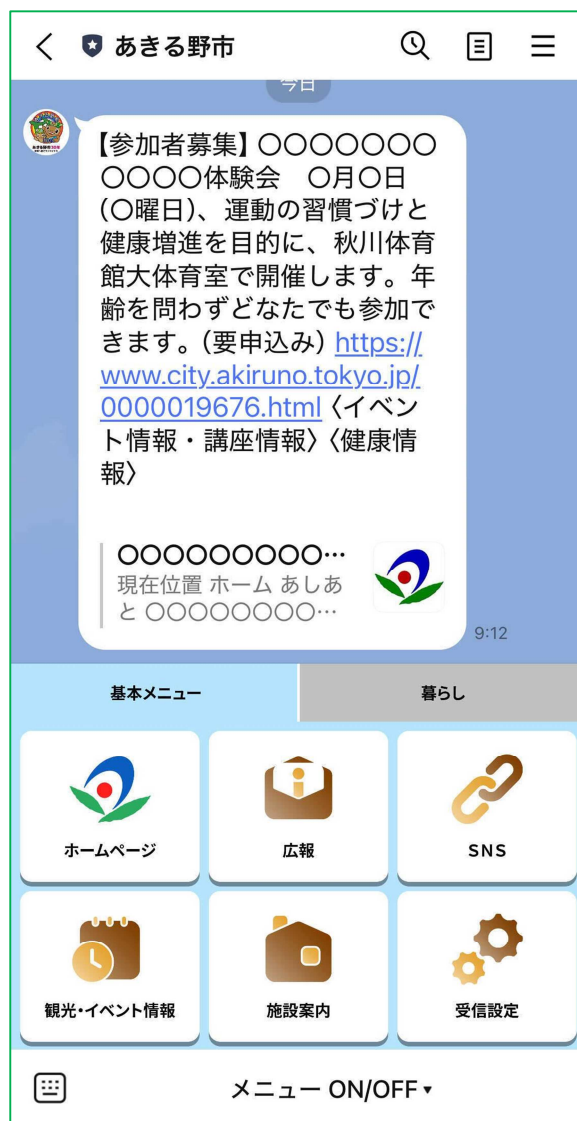 あきる野市
今日
【参加者募集】〇〇〇〇〇〇〇〇
〇〇〇〇体験会　〇月〇日
(〇曜日)、運動の習慣づけと
健康増進を目的に、秋川体育
館大体育室で開催します。年
齢を問わずどなたでも参加で
きます。(要申込み) https://
www.city.akiruno.tokyo.jp/
0000019676.html〈イベン
ト情報・講座情報〉〈健康情
報〉
〇〇〇〇〇〇〇〇〇…
現在位置 ホーム あしあ
と 〇〇〇〇〇〇〇〇…
9:12
基本メニュー
暮らし
ホームページ
広報
SNS
観光・イベント情報
施設案内
受信設定
メニュー ON/OFF ▾